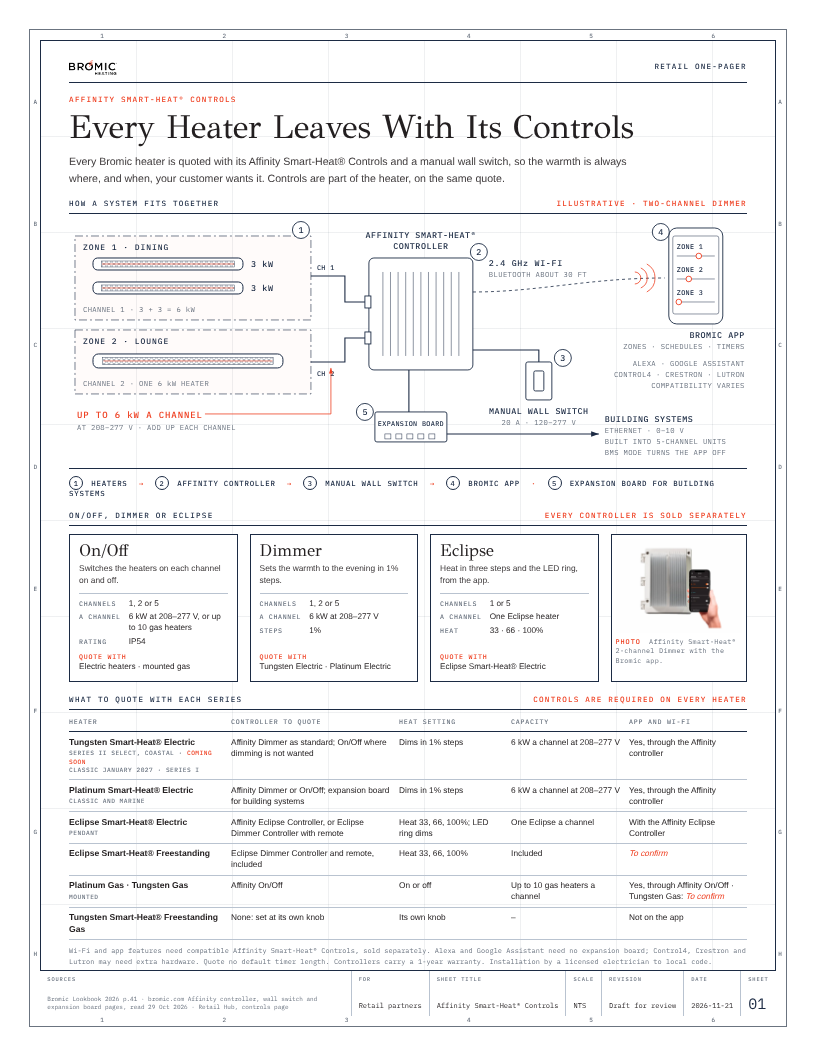 1 2 3 4 5 6
BROMIC
HEATING
RETAIL ONE-PAGER
AFFINITY SMART-HEAT® CONTROLS
Every Heater Leaves With Its Controls
Every Bromic heater is quoted with its Affinity Smart-Heat® Controls and a manual wall switch, so the warmth is always
where, and when, your customer wants it. Controls are part of the heater, on the same quote.
HOW A SYSTEM FITS TOGETHER
ILLUSTRATIVE · TWO-CHANNEL DIMMER
1
ZONE 1 · DINING
3 kW
3 kW
CHANNEL 1 · 3 + 3 = 6 kW
CH 1
ZONE 2 · LOUNGE
CHANNEL 2 · ONE 6 kW HEATER
CH 2
UP TO 6 kW A CHANNEL
AT 208–277 V · ADD UP EACH CHANNEL
AFFINITY SMART-HEAT®
CONTROLLER
2
2.4 GHz WI-FI
BLUETOOTH ABOUT 30 FT
4
ZONE 1
ZONE 2
ZONE 3
BROMIC APP
ZONES · SCHEDULES · TIMERS
ALEXA · GOOGLE ASSISTANT
CONTROL4 · CRESTRON · LUTRON
COMPATIBILITY VARIES
3
MANUAL WALL SWITCH
20 A · 120–277 V
5
EXPANSION BOARD
BUILDING SYSTEMS
ETHERNET · 0–10 V
BUILT INTO 5-CHANNEL UNITS
BMS MODE TURNS THE APP OFF
1 HEATERS → 2 AFFINITY CONTROLLER → 3 MANUAL WALL SWITCH → 4 BROMIC APP · 5 EXPANSION BOARD FOR BUILDING
SYSTEMS
ON/OFF, DIMMER OR ECLIPSE
EVERY CONTROLLER IS SOLD SEPARATELY
On/Off
Switches the heaters on each channel
on and off.
CHANNELS 1, 2 or 5
A CHANNEL 6 kW at 208–277 V, or up
to 10 gas heaters
RATING IP54
QUOTE WITH
Electric heaters · mounted gas
Dimmer
Sets the warmth to the evening in 1%
steps.
CHANNELS 1, 2 or 5
A CHANNEL 6 kW at 208–277 V
STEPS 1%
QUOTE WITH
Tungsten Electric · Platinum Electric
Eclipse
Heat in three steps and the LED ring,
from the app.
CHANNELS 1 or 5
A CHANNEL One Eclipse heater
HEAT 33 · 66 · 100%
QUOTE WITH
Eclipse Smart-Heat® Electric
PHOTO Affinity Smart-Heat®
2-channel Dimmer with the
Bromic app.
WHAT TO QUOTE WITH EACH SERIES
CONTROLS ARE REQUIRED ON EVERY HEATER
HEATER CONTROLLER TO QUOTE HEAT SETTING CAPACITY APP AND WI-FI
Tungsten Smart-Heat® Electric
SERIES II SELECT, COASTAL · COMING
SOON
CLASSIC JANUARY 2027 · SERIES I
Affinity Dimmer as standard; On/Off where
dimming is not wanted
Dims in 1% steps
6 kW a channel at 208–277 V
Yes, through the Affinity
controller
Platinum Smart-Heat® Electric
CLASSIC AND MARINE
Affinity Dimmer or On/Off; expansion board
for building systems
Dims in 1% steps
6 kW a channel at 208–277 V
Yes, through the Affinity
controller
Eclipse Smart-Heat® Electric
PENDANT
Affinity Eclipse Controller, or Eclipse
Dimmer Controller with remote
Heat 33, 66, 100%; LED
ring dims
One Eclipse a channel
With the Affinity Eclipse
Controller
Eclipse Smart-Heat® Freestanding
Eclipse Dimmer Controller and remote,
included
Heat 33, 66, 100%
Included
To confirm
Platinum Gas · Tungsten Gas
MOUNTED
Affinity On/Off
On or off
Up to 10 gas heaters a
channel
Yes, through Affinity On/Off ·
Tungsten Gas: To confirm
Tungsten Smart-Heat® Freestanding
Gas
None: set at its own knob
Its own knob
–
Not on the app
Wi-Fi and app features need compatible Affinity Smart-Heat® Controls, sold separately. Alexa and Google Assistant need no expansion board; Control4, Crestron and
Lutron may need extra hardware. Quote no default timer length. Controllers carry a 1-year warranty. Installation by a licensed electrician to local code.
A A
B B
C C
D D
E E
F F
G G
H H
SOURCES
Bromic Lookbook 2026 p.41 · bromic.com Affinity controller, wall switch and
expansion board pages, read 29 Oct 2026 · Retail Hub, controls page
FOR
Retail partners
SHEET TITLE
Affinity Smart-Heat® Controls
SCALE
NTS
REVISION
Draft for review
DATE
2026-11-21
SHEET
01
1 2 3 4 5 6